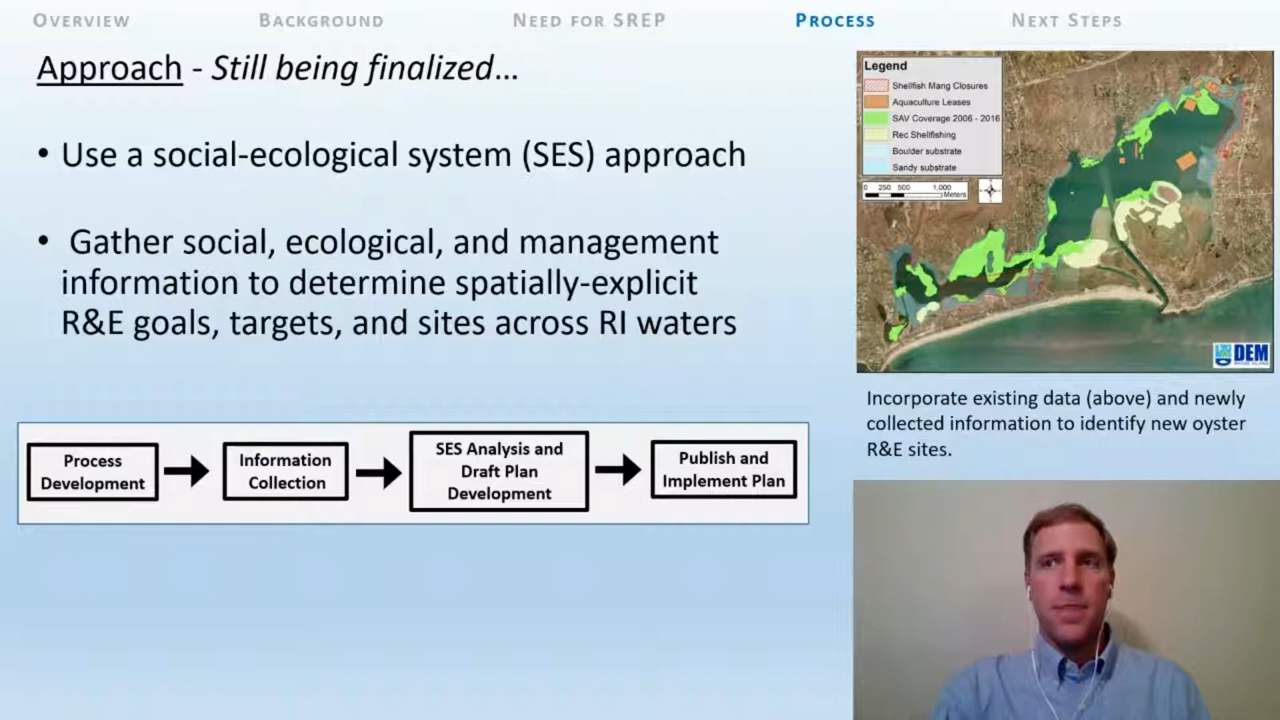 OVERVIEW BACKGROUND NEED FOR SREP PROCESS NEXT STEPS
Approach - Still being finalized...
• Use a social-ecological system (SES) approach
• Gather social, ecological, and management
information to determine spatially-explicit
R&E goals, targets, and sites across RI waters
Process
Development
Information
Collection
SES Analysis and
Draft Plan
Development
Publish and
Implement Plan
Legend
Shellfish Mang Closures
Aquaculture Leases
SAV Coverage 2006 - 2016
Rec Shellfishing
Boulder substrate
Sandy substrate
0 250 500 1,000
Meters
DEM
Incorporate existing data (above) and newly
collected information to identify new oyster
R&E sites.